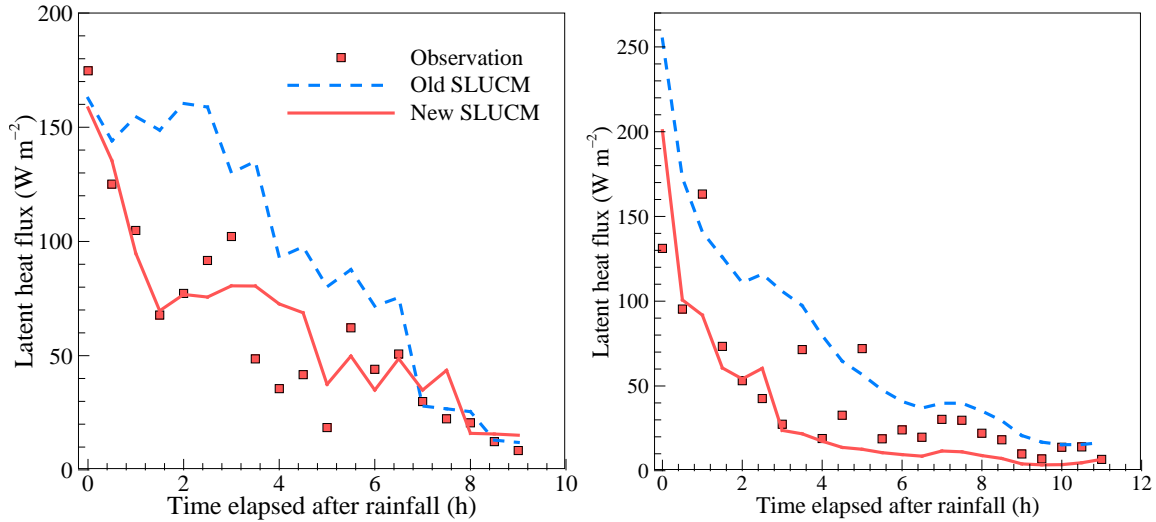 200
150
100
50
0
Latent heat flux (W m−2)
Observation
Old SLUCM
New SLUCM
0 2 4 6 8 10
Time elapsed after rainfall (h)
250
200
150
100
50
0
Latent heat flux (W m−2)
0 2 4 6 8 10 12
Time elapsed after rainfall (h)